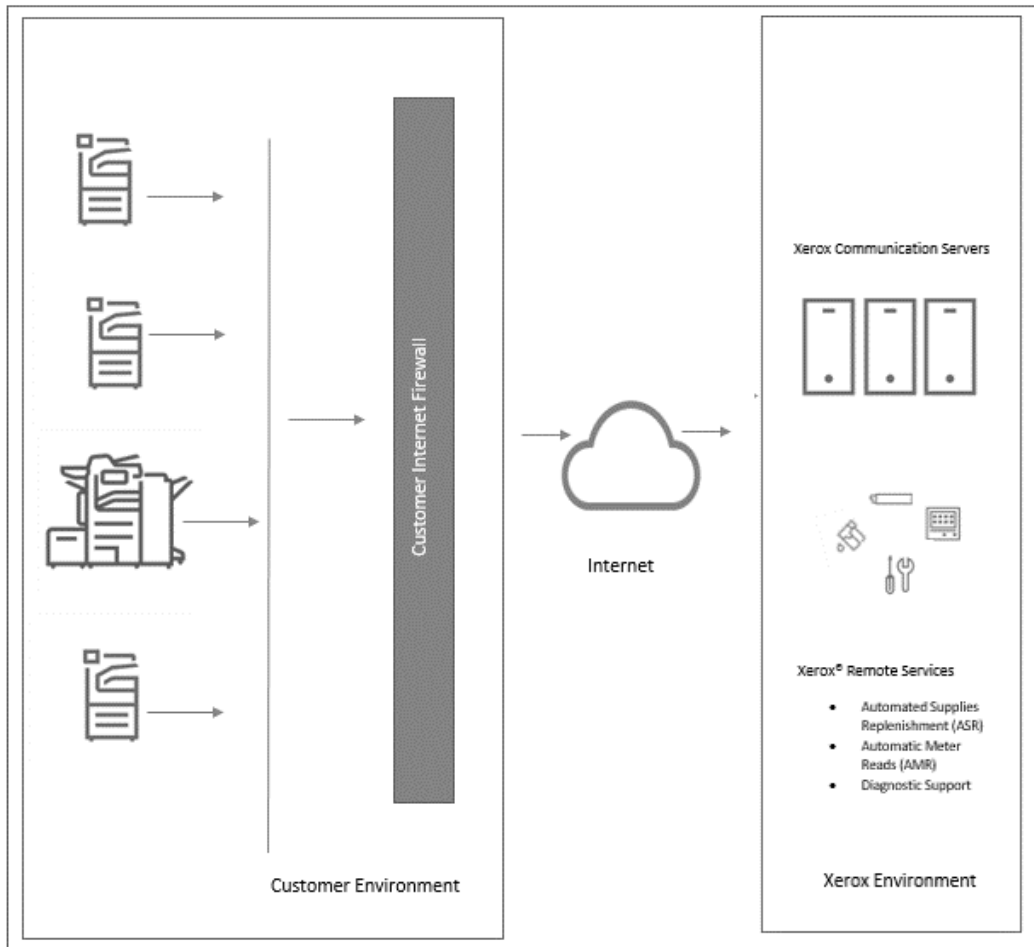 Customer Internet Firewall
Customer Environment
Internet
Xerox Communication Servers
Xerox® Remote Services
• Automated Supplies
Replenishment (ASR)
• Automatic Meter
Reads (AMR)
• Diagnostic Support
Xerox Environment